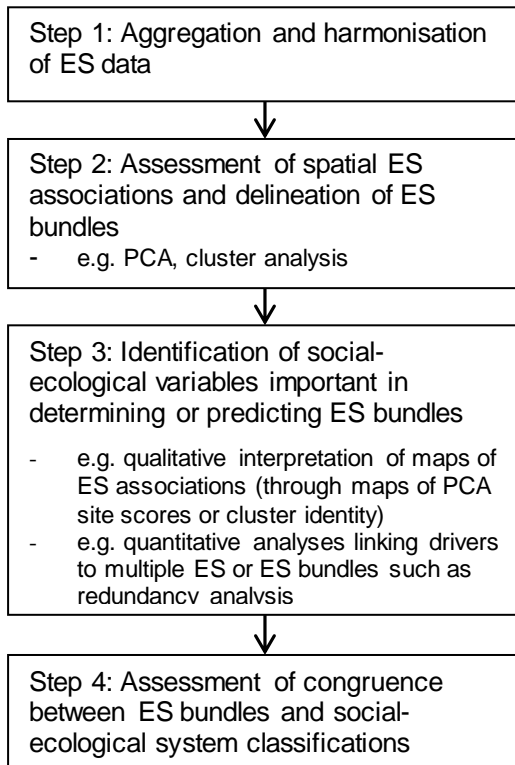 Step 1: Aggregation and harmonisation
of ES data
Step 2: Assessment of spatial ES
associations and delineation of ES
bundles
- e.g. PCA, cluster analysis
Step 3: Identification of social-
ecological variables important in
determining or predicting ES bundles
- e.g. qualitative interpretation of maps of
ES associations (through maps of PCA
site scores or cluster identity)
- e.g. quantitative analyses linking drivers
to multiple ES or ES bundles such as
redundancy analysis
Step 4: Assessment of congruence
between ES bundles and social-
ecological system classifications